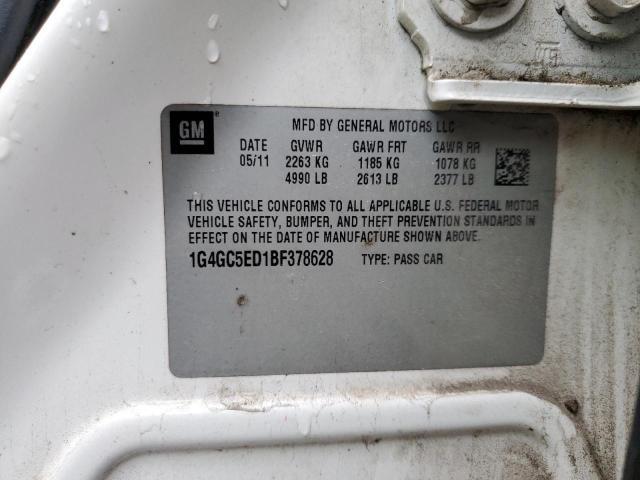 GM
MFD BY GENERAL MOTORS LLC
DATE GVWR GAWR FRT GAWR RR
05/11 2263 KG 1185 KG 1078 KG
4990 LB 2613 LB 2377 LB
THIS VEHICLE CONFORMS TO ALL APPLICABLE U.S. FEDERAL MOTOR
VEHICLE SAFETY, BUMPER, AND THEFT PREVENTION STANDARDS IN
EFFECT ON THE DATE OF MANUFACTURE SHOWN ABOVE.
1G4GC5ED1BF378628 TYPE: PASS CAR